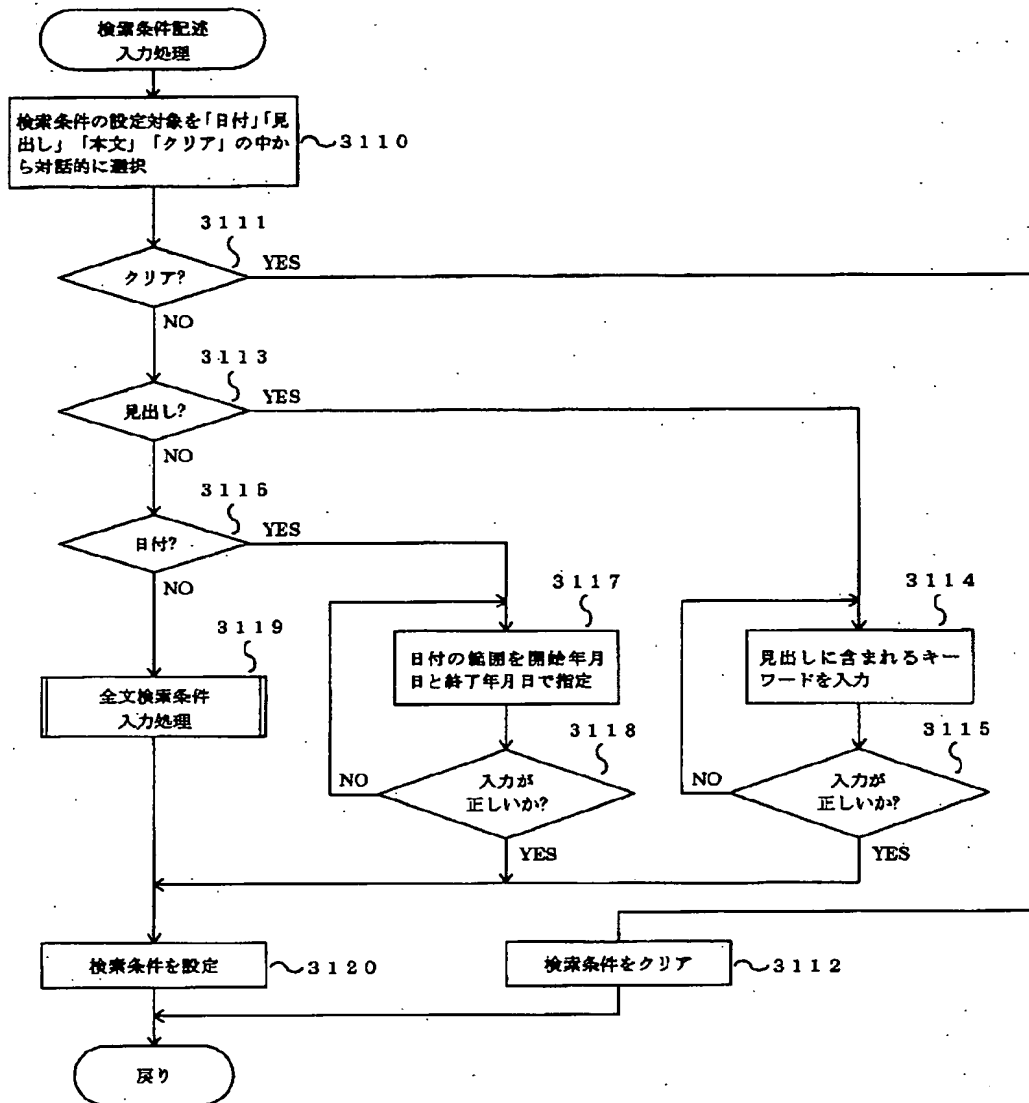 検索条件記述
入力処理
検索条件の設定対象を「日付」「見
出し」「本文」「クリア」の中か
ら対話的に選択
3110
3111
クリア?
YES
NO
3113
見出し?
YES
NO
3116
日付?
YES
NO
3117
3114
3119
日付の範囲を開始年月
日と終了年月日で指定
見出しに含まれるキー
ワードを入力
全文検索条件
入力処理
3118
3115
NO
入力が
正しいか?
NO
入力が
正しいか?
YES
YES
検索条件を設定
3120
検索条件をクリア
3112
戻り